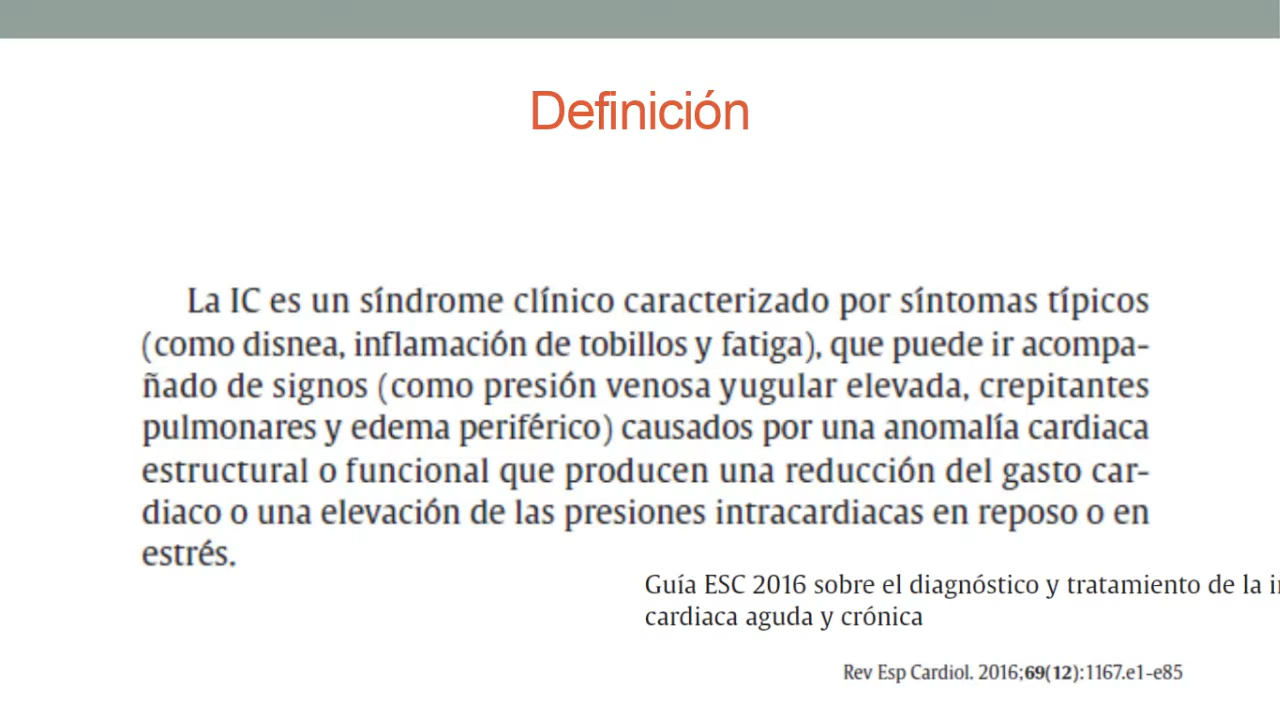 Definición
La IC es un síndrome clínico caracterizado por síntomas típicos
(como disnea, inflamación de tobillos y fatiga), que puede ir acompa-
ñado de signos (como presión venosa yugular elevada, crepitantes
pulmonares y edema periférico) causados por una anomalía cardiaca
estructural o funcional que producen una reducción del gasto car-
diaco o una elevación de las presiones intracardiacas en reposo o en
estrés.
Guía ESC 2016 sobre el diagnóstico y tratamiento de la
cardiaca aguda y crónica
Rev Esp Cardiol. 2016;69(12):1167.e1-e85